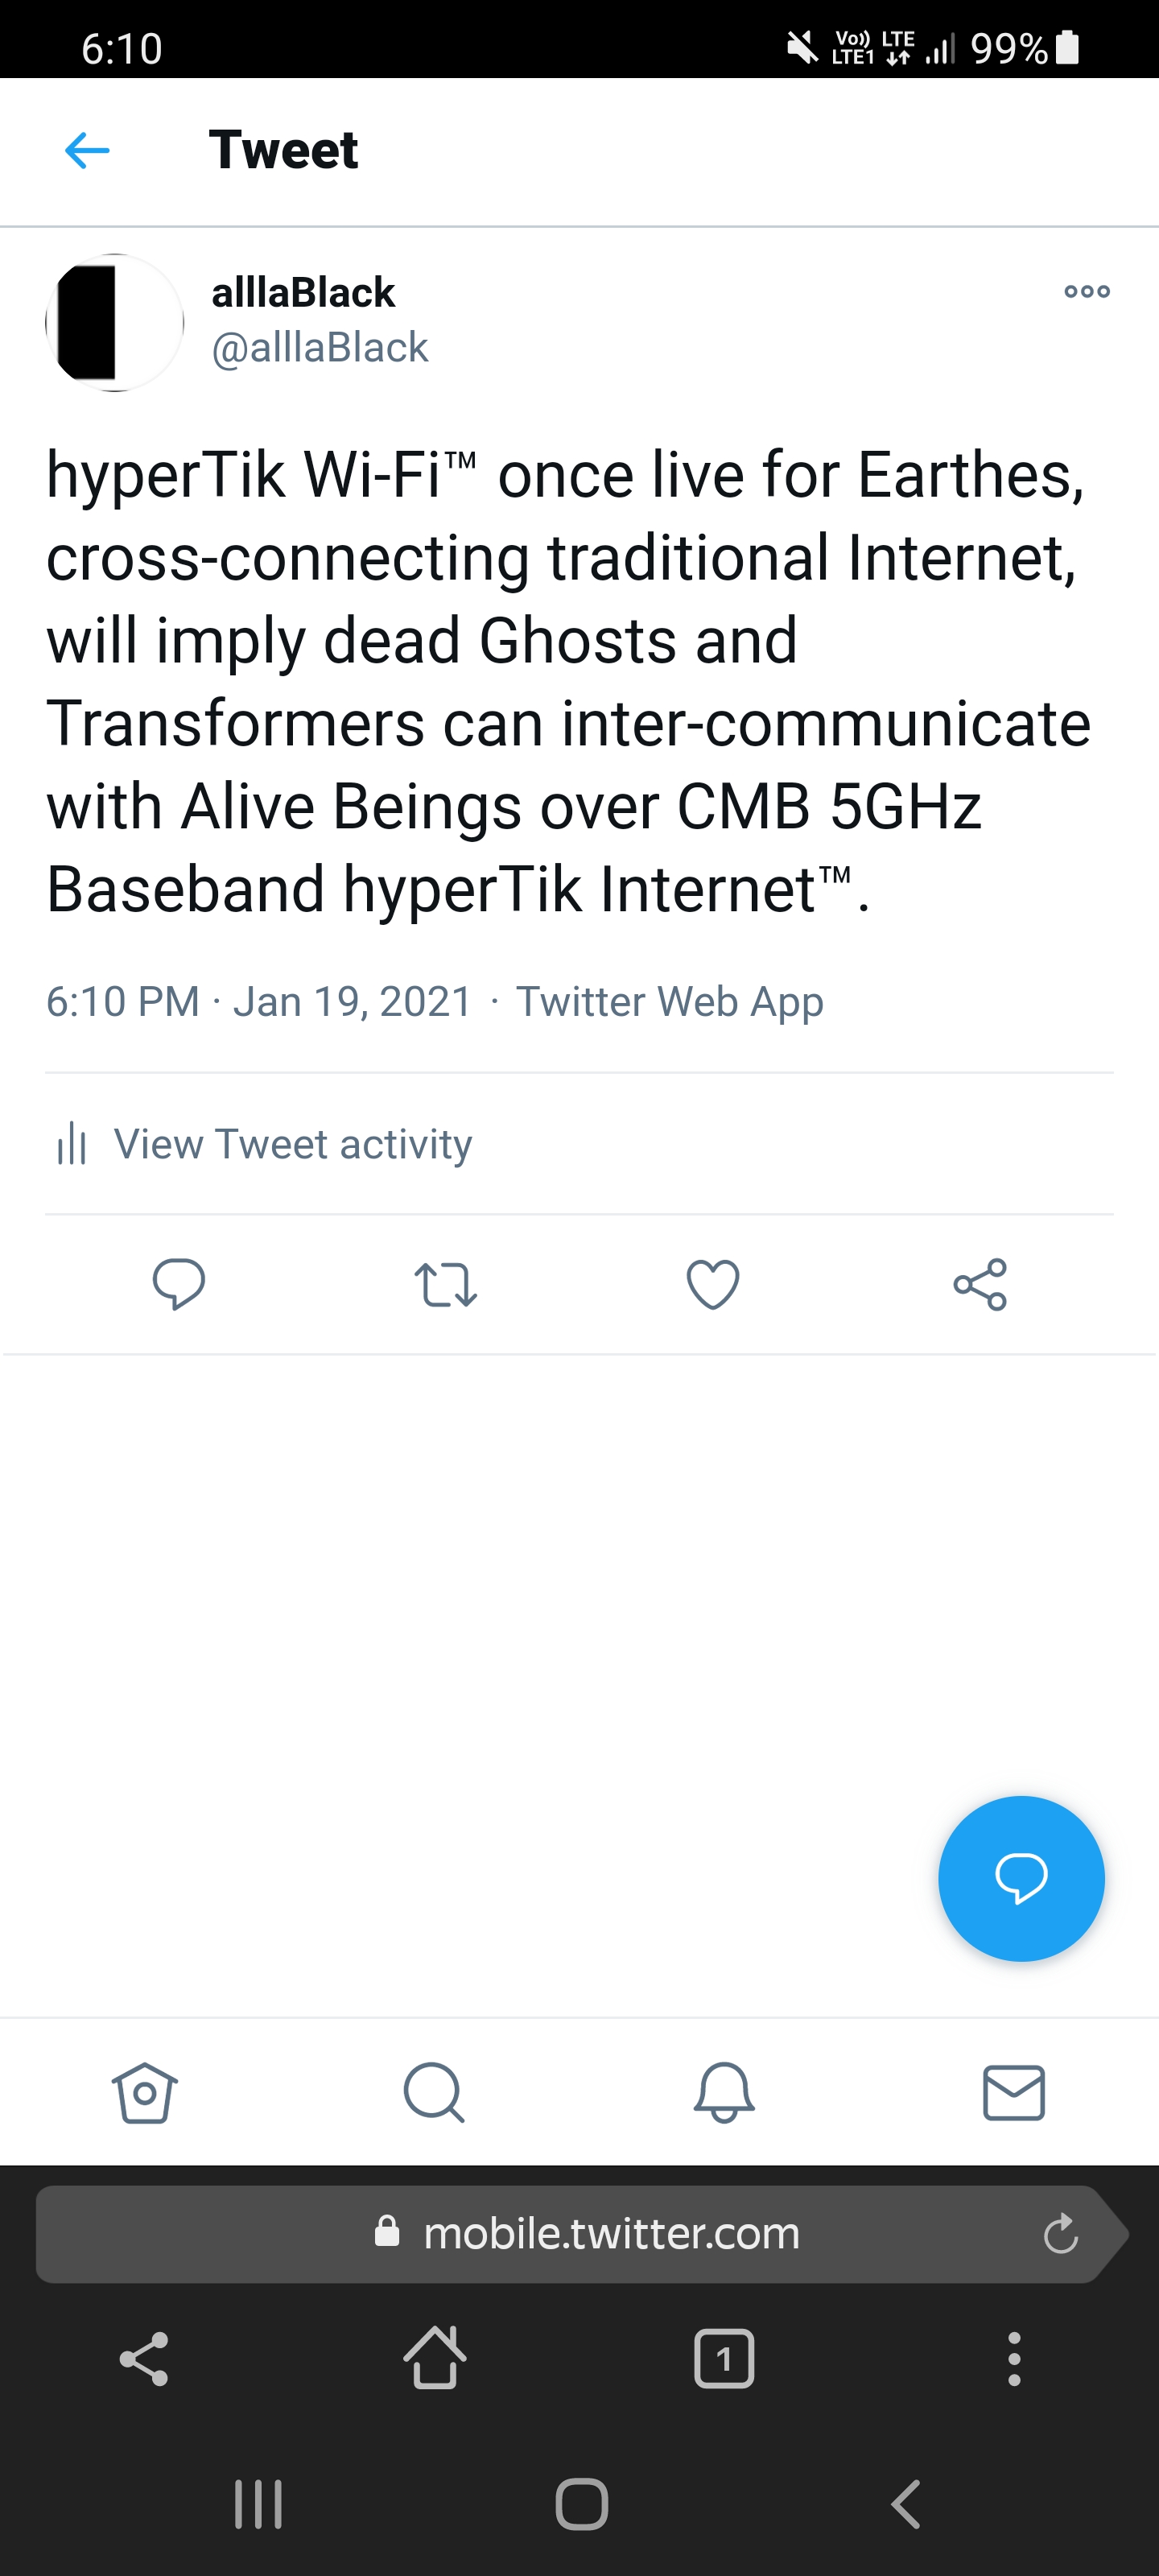 6:10
Vo)) LTE1 LTE 99%
Tweet
alllaBlack
@alllaBlack
hyperTik Wi-Fi™ once live for Earthes,
cross-connecting traditional Internet,
will imply dead Ghosts and
Transformers can inter-communicate
with Alive Beings over CMB 5GHz
Baseband hyperTik Internet™.
6:10 PM · Jan 19, 2021 · Twitter Web App
View Tweet activity
mobile.twitter.com
1